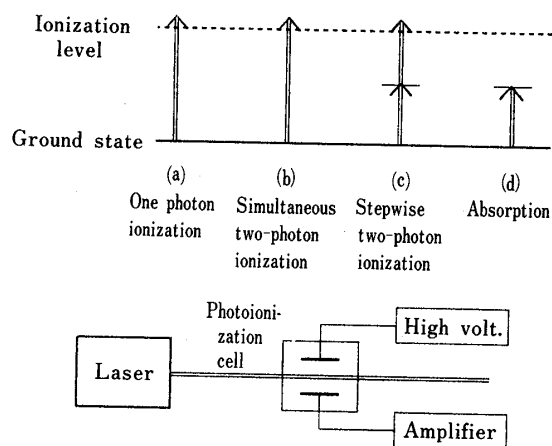 Ionization
level
Ground state
(a)
One photon
ionization
(b)
Simultaneous
two-photon
ionization
(c)
Stepwise
two-photon
ionization
(d)
Absorption
Photoioni-
zation
cell
Laser
High volt.
Amplifier